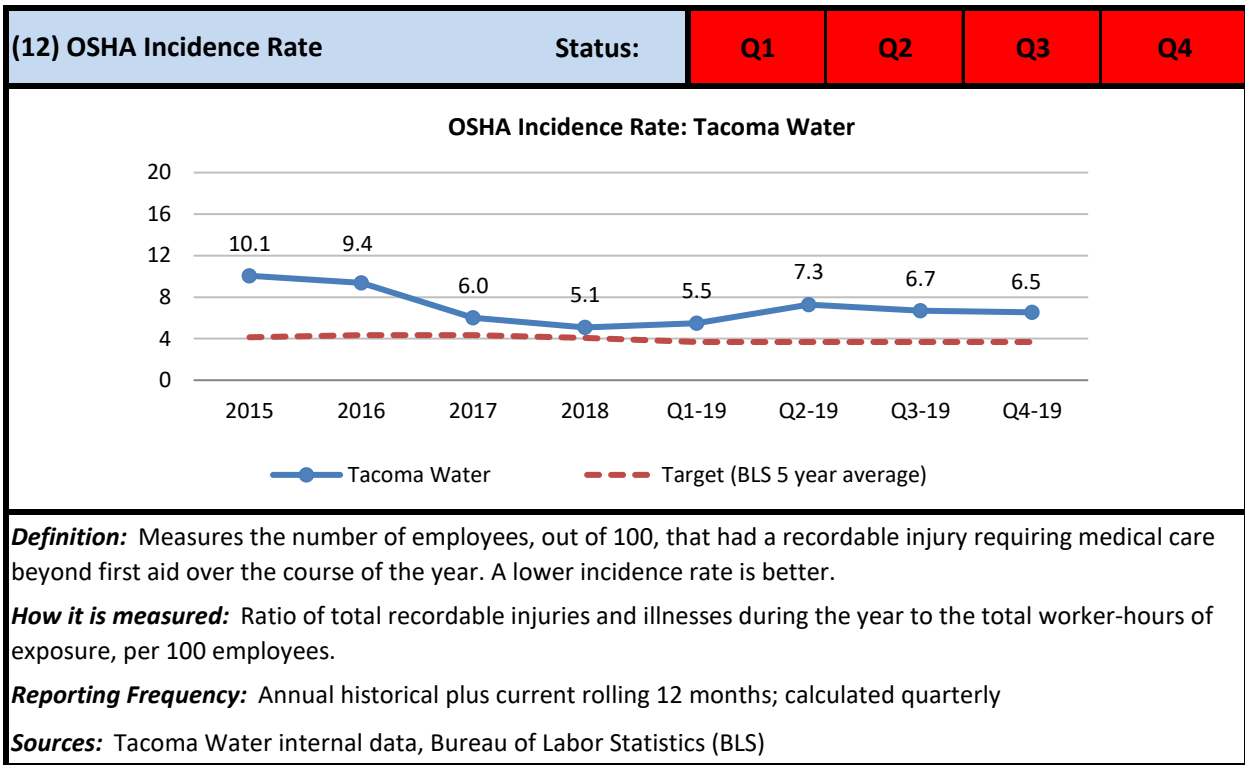 (12) OSHA Incidence Rate Status: Q1 Q2 Q3 Q4
OSHA Incidence Rate: Tacoma Water
20
16
12
8
4
0
10.1 9.4 6.0 5.1 5.5 7.3 6.7 6.5
2015 2016 2017 2018 Q1-19 Q2-19 Q3-19 Q4-19
Tacoma Water Target (BLS 5 year average)
Definition: Measures the number of employees, out of 100, that had a recordable injury requiring medical care
beyond first aid over the course of the year. A lower incidence rate is better.
How it is measured: Ratio of total recordable injuries and illnesses during the year to the total worker-hours of
exposure, per 100 employees.
Reporting Frequency: Annual historical plus current rolling 12 months; calculated quarterly
Sources: Tacoma Water internal data, Bureau of Labor Statistics (BLS)